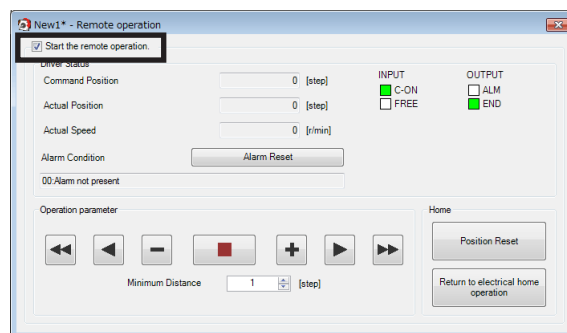 New1* - Remote operation
Start the remote operation.
Driver Status
Command Position 0 [step]
Actual Position 0 [step]
Actual Speed 0 [r/min]
INPUT
C-ON
FREE
OUTPUT
ALM
END
Alarm Condition Alarm Reset
00:Alarm not present
Operation parameter
Minimum Distance 1 [step]
Home
Position Reset
Return to electrical home
operation